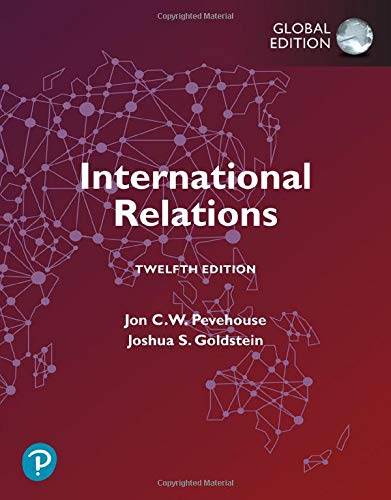 Copyrighted Material
GLOBAL
EDITION
International
Relations
TWELFTH EDITION
Jon C.W. Pevehouse
Joshua S. Goldstein
P
Copyrighted Material